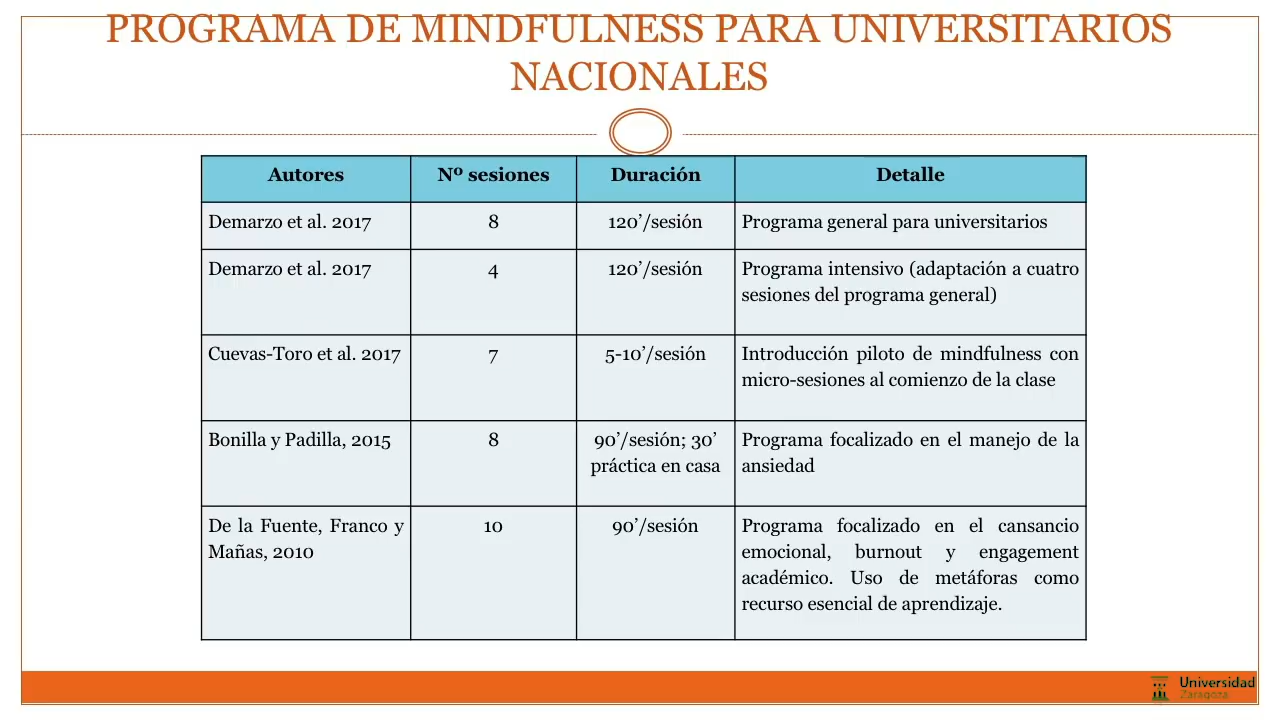 PROGRAMA DE MINDFULNESS PARA UNIVERSITARIOS
NACIONALES
Autores Nº sesiones Duración Detalle
Demarzo et al. 2017 8 120’/sesión Programa general para universitarios
Demarzo et al. 2017 4 120’/sesión Programa intensivo (adaptación a cuatro
sesiones del programa general)
Cuevas-Toro et al. 2017 7 5-10’/sesión Introducción piloto de mindfulness con
micro-sesiones al comienzo de la clase
Bonilla y Padilla, 2015 8 90’/sesión; 30’ Programa focalizado en el manejo de la
práctica en casa ansiedad
De la Fuente, Franco y 10 90’/sesión Programa focalizado en el cansancio
Mañas, 2010 emocional, burnout y engagement
académico. Uso de metáforas como
recurso esencial de aprendizaje.
Universidad
Zaragoza